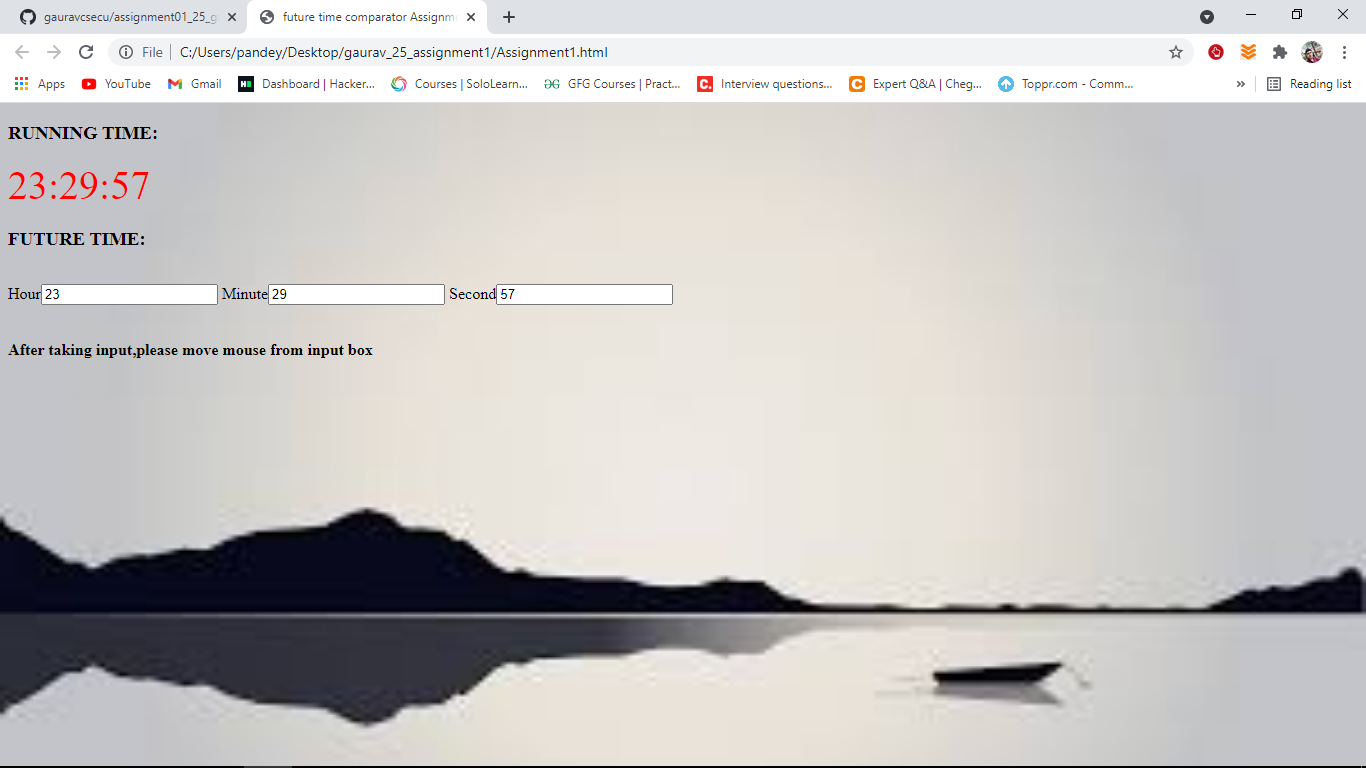 gauravcsecu/assignment01_25_g
future time comparator Assignm
File
C:/Users/pandey/Desktop/gaurav_25_assignment1/Assignment1.html
Apps
YouTube
Gmail
Dashboard | Hacker...
Courses | SoloLearn...
GFG Courses | Pract...
Interview questions...
Expert Q&A | Cheg...
Toppr.com - Comm...
»
Reading list
RUNNING TIME:
23:29:57
FUTURE TIME:
Hour 23 Minute 29 Second 57
After taking input,please move mouse from input box